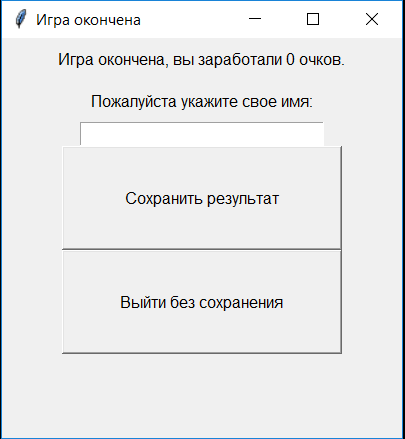 Игра окончена
Игра окончена, вы заработали 0 очков.
Пожалуйста укажите свое имя:
Сохранить результат
Выйти без сохранения